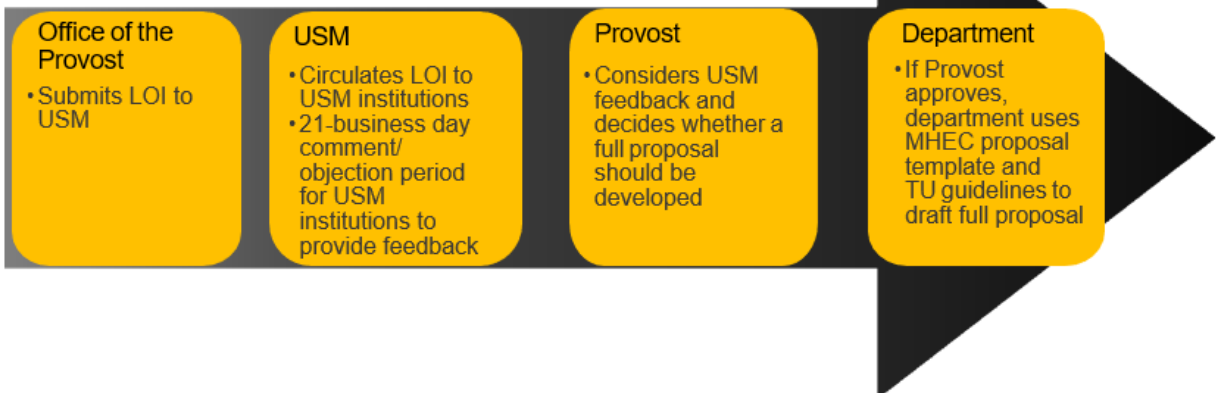 Office of the
Provost
•Submits LOI to
USM
USM
•Circulates LOI to
USM institutions
•21-business day
comment/
objection period
for USM
institutions to
provide feedback
Provost
•Considers USM
feedback and
decides whether a
full proposal
should be
developed
Department
•If Provost
approves,
department uses
MHEC proposal
template and
TU guidelines to
draft full proposal